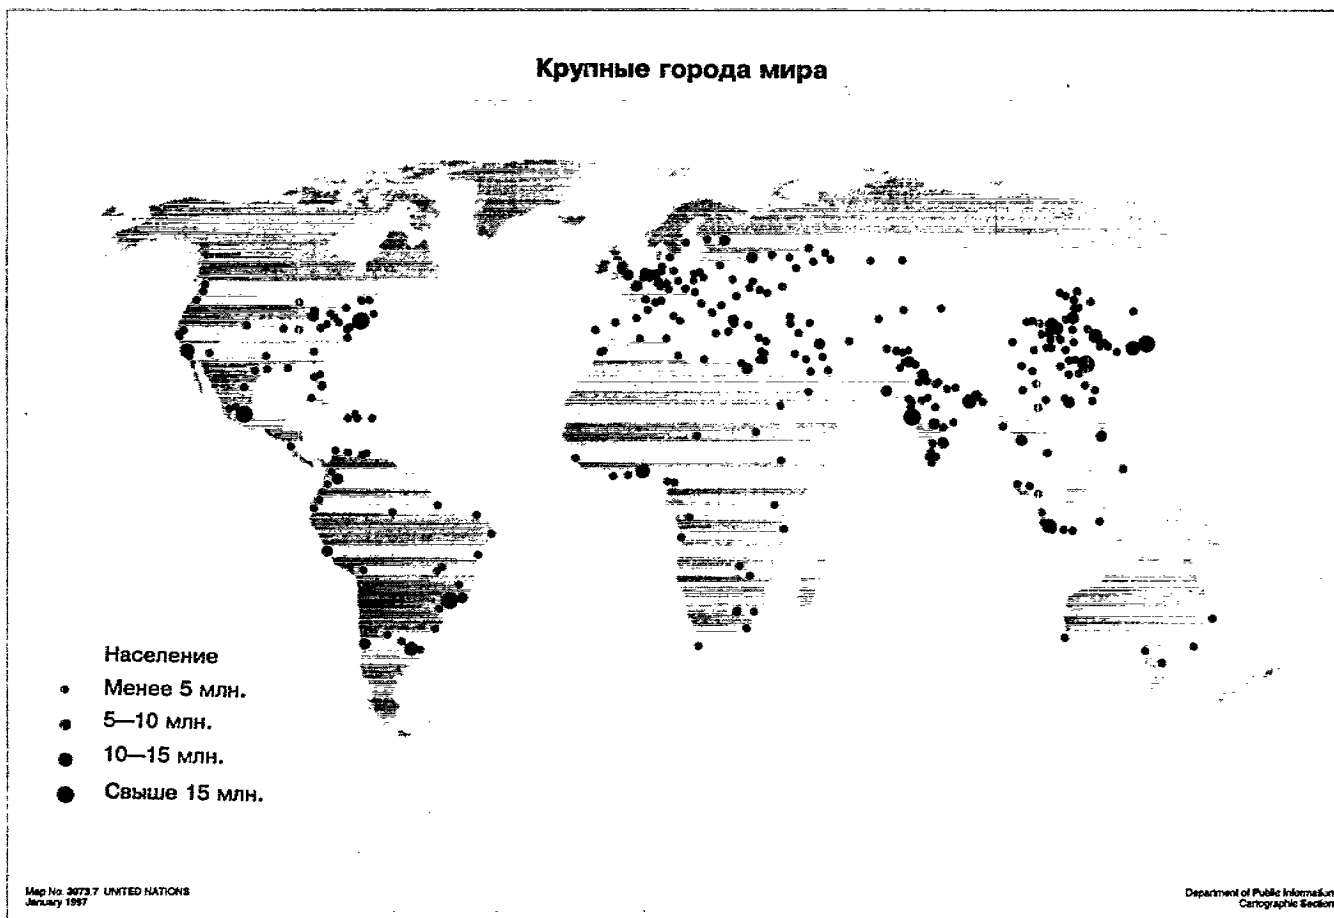 Крупные города мира
Население
Менее 5 млн.
5—10 млн.
10—15 млн.
Свыше 15 млн.
Map No. 3973.7 UNITED NATIONS
January 1997
Department of Public Information
Cartographic Section